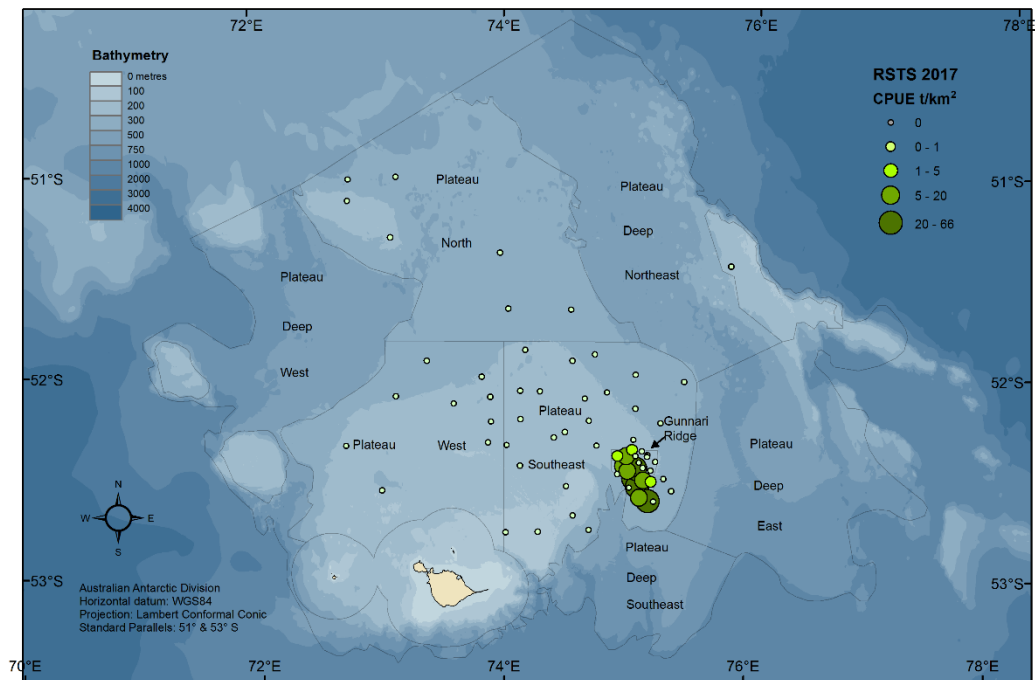 72°E
74°E
76°E
78°E
Bathymetry
0 metres
100
200
300
500
750
1000
2000
3000
4000
RSTS 2017
CPUE t/km²
0
0 - 1
1 - 5
5 - 20
20 - 66
51°S
51°S
Plateau
North
Plateau
Deep
Northeast
Plateau
Deep
West
52°S
52°S
Plateau
West
Plateau
Southeast
Gunnari
Ridge
Plateau
Deep
East
Plateau
Deep
Southeast
N
W
E
S
53°S
53°S
Australian Antarctic Division
Horizontal datum: WGS84
Projection: Lambert Conformal Conic
Standard Parallels: 51° & 53° S
70°E
72°E
74°E
76°E
78°E